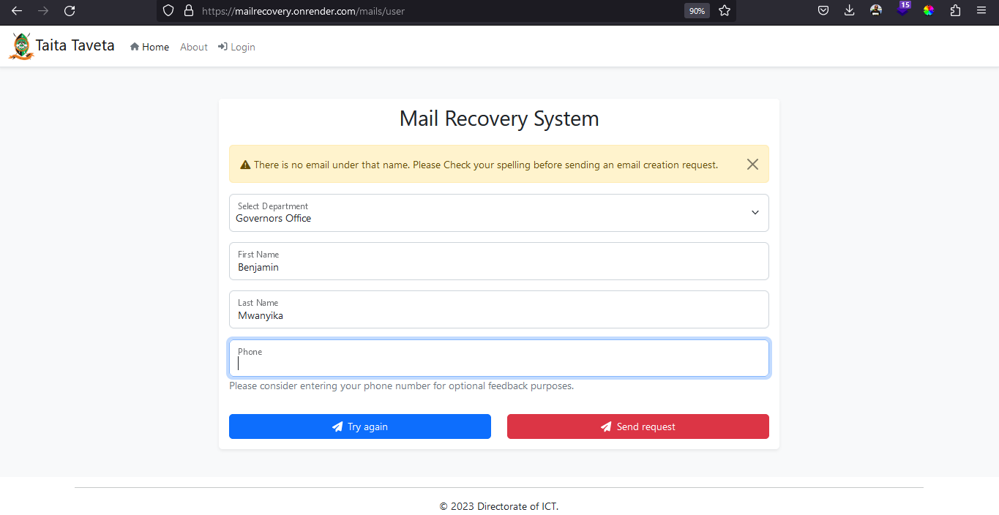 https://mailrecovery.onrender.com/mails/user 90% 15
Taita Taveta Home About Login
Mail Recovery System
There is no email under that name. Please Check your spelling before sending an email creation request.
Select Department
Governors Office
First Name
Benjamin
Last Name
Mwanyika
Phone
Please consider entering your phone number for optional feedback purposes.
Try again Send request
© 2023 Directorate of ICT.